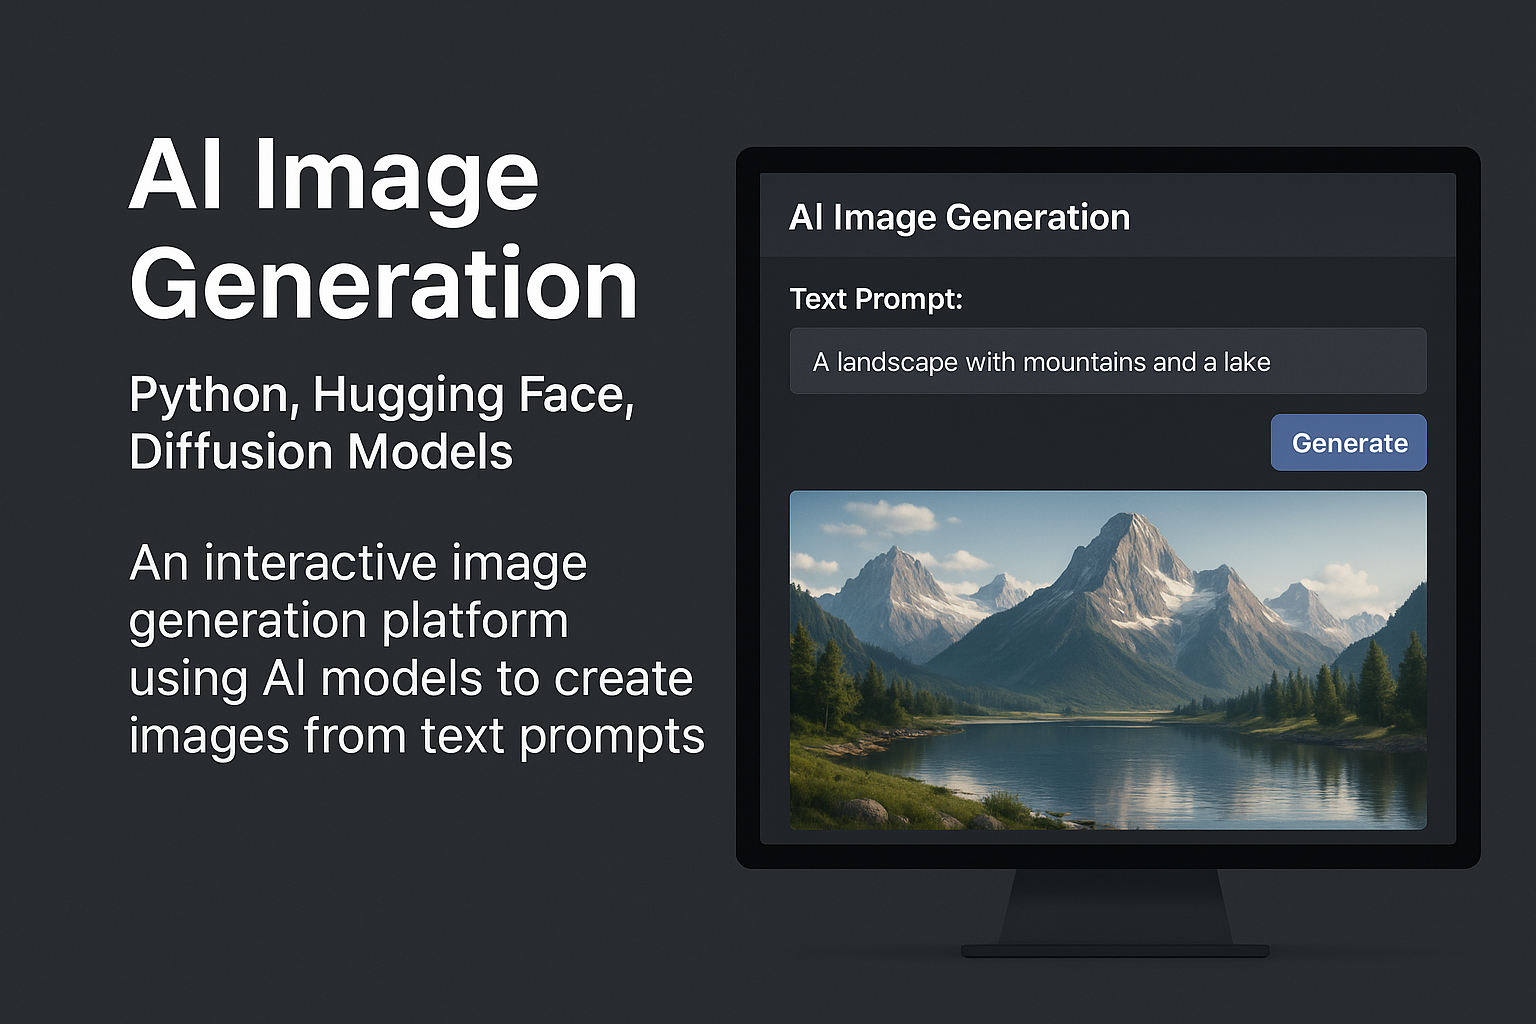 AI Image
Generation
Python, Hugging Face,
Diffusion Models
An interactive image
generation platform
using AI models to create
images from text prompts
AI Image Generation
Text Prompt:
A landscape with mountains and a lake
Generate